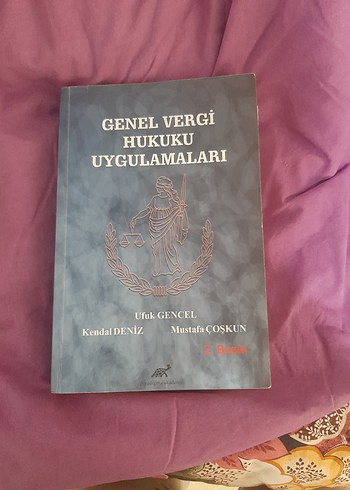 GENEL VERGİ
HUKUKU
UYGULAMALARI
Ufuk GENCEL
Kendal DENİZ Mustafa ÇOŞKUN